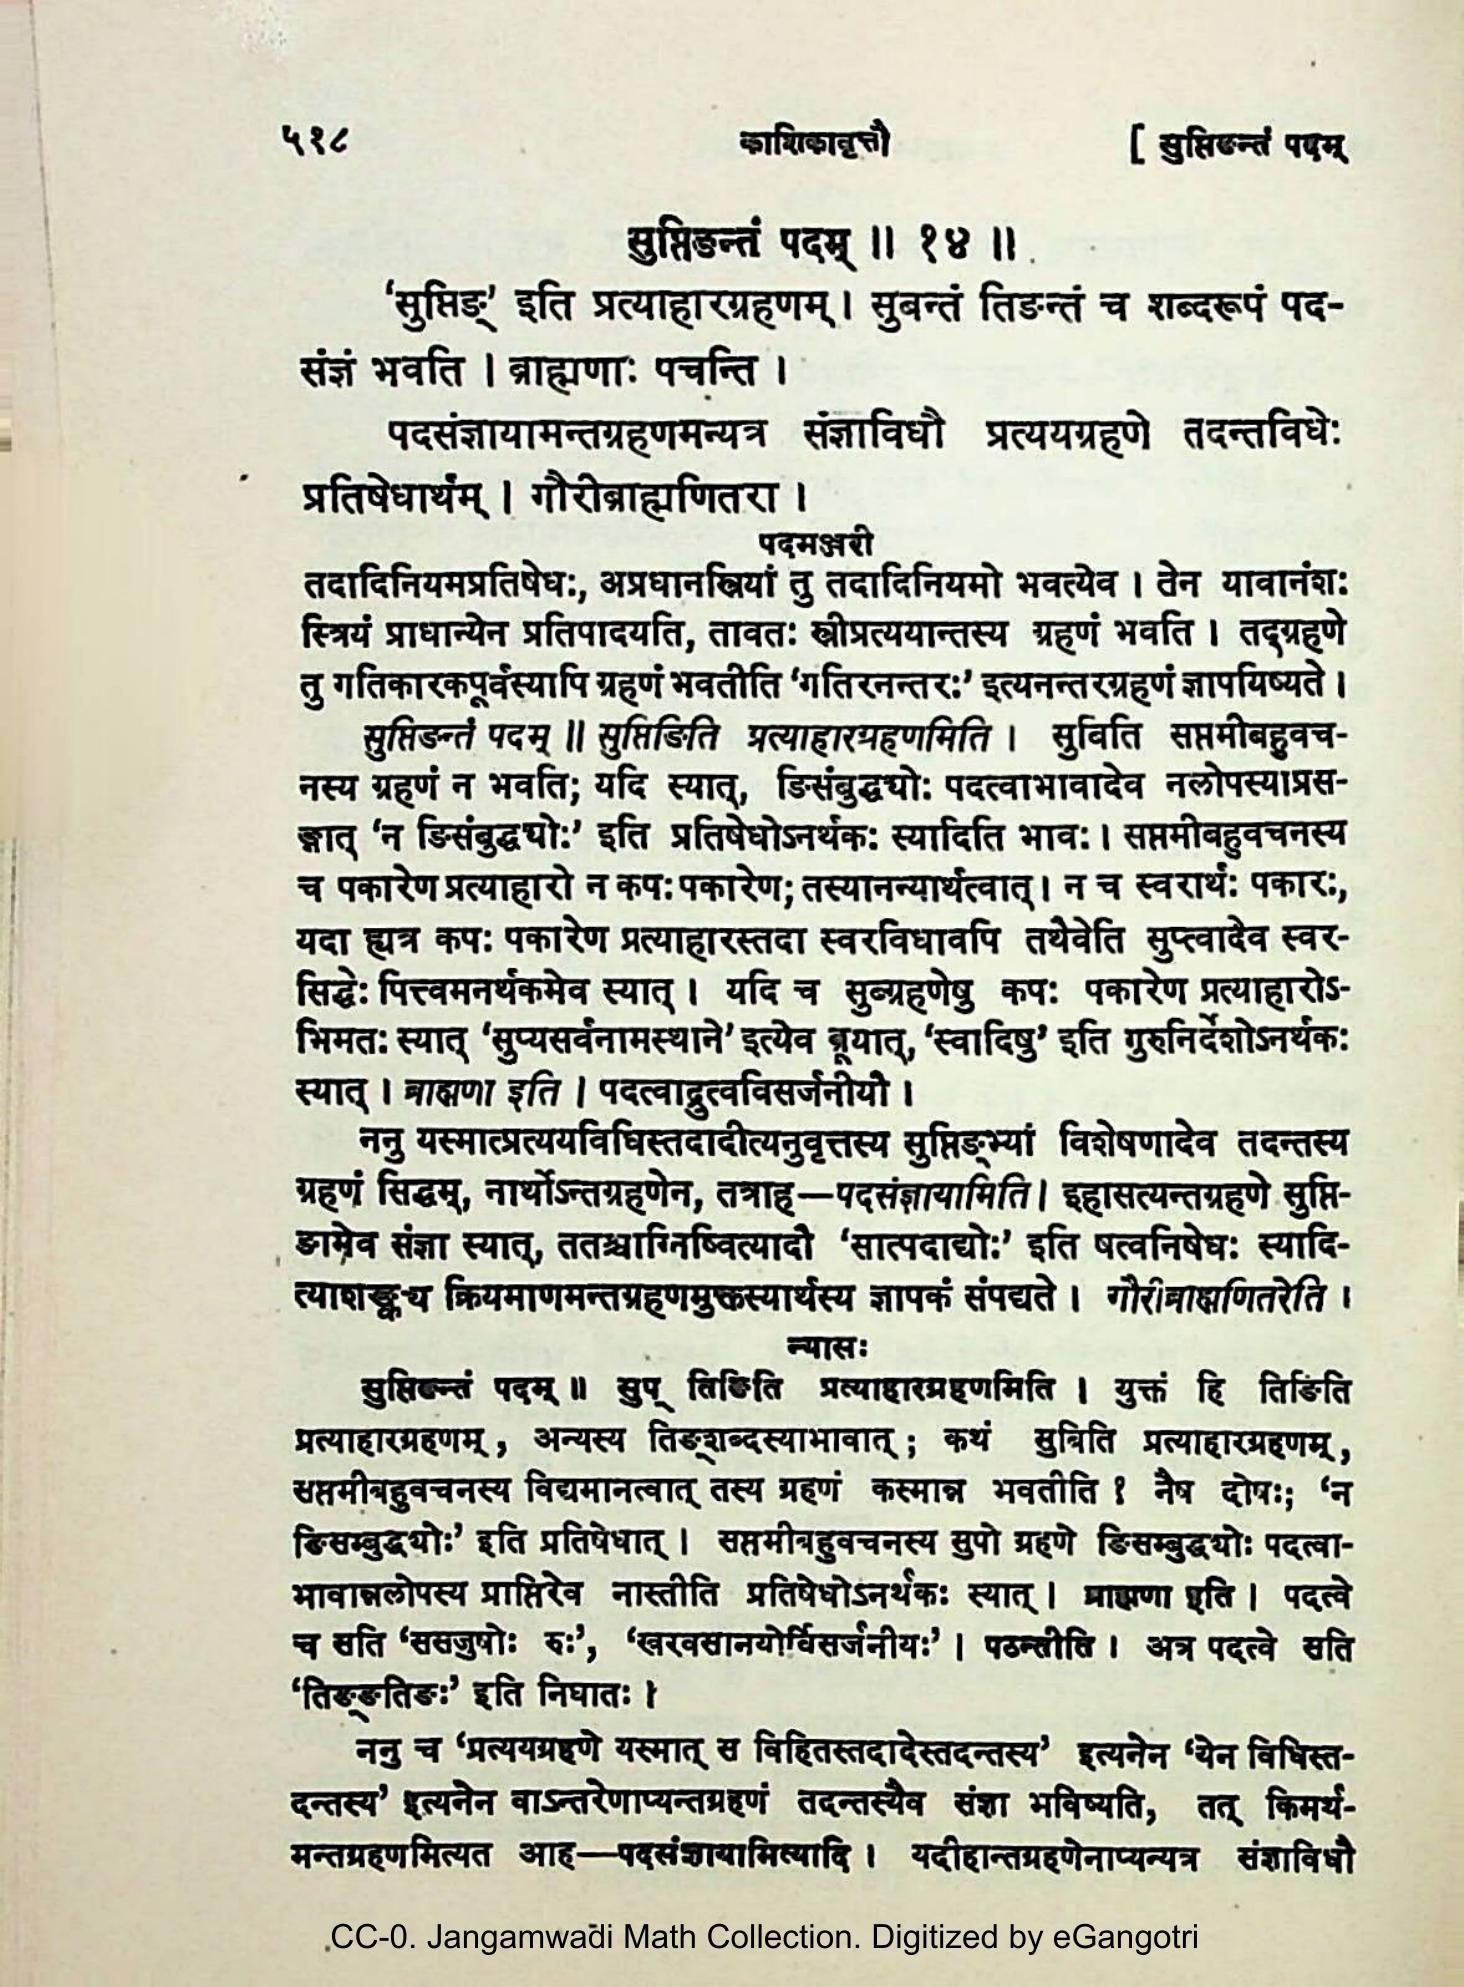 ५१८ काशिकावृत्तौ [ सुप्तिङन्तं पदम्
सुप्तिङन्तं पदम् ॥ १४ ॥
‘सुप्तिङ्’ इति प्रत्याहारग्रहणम् । सुबन्तं तिङन्तं च शब्दरूपं पद-
संज्ञं भवति । ब्राह्मणाः पचन्ति ।
पदसंज्ञायामन्तग्रहणमन्यत्र संज्ञाविधौ प्रत्ययग्रहणे तदन्तविधेः
प्रतिषेधार्थम् । गौरीब्राह्मणितरा ।
पदमञ्जरी
तदादिनियमप्रतिषेधः, अप्रधानस्त्रियां तु तदादिनियमो भवत्येव । तेन यावानंशः
स्त्रियं प्राधान्येन प्रतिपादयति, तावतः स्त्रीप्रत्ययान्तस्य ग्रहणं भवति । तद्ग्रहणे
तु गतिकारकपूर्वस्यापि ग्रहणं भवतीति ‘गतिरनन्तरः’ इत्यनन्तरग्रहणं ज्ञापयिष्यते ।
सुप्तिङन्तं पदम् ॥ सुप्तिङिति प्रत्याहारग्रहणमिति । सुविति सप्तमीबहुवच-
नस्य ग्रहणं न भवति; यदि स्यात्, ङिसंबुद्ध्योः पदत्वाभावादेव नलोपस्याप्रस-
ङ्गात् ‘न ङिसंबुद्ध्योः’ इति प्रतिषेधोऽनर्थकः स्यादिति भावः । सप्तमीबहुवचनस्य
च पकारेण प्रत्याहारो न कपः पकारेण; तस्यानन्यार्थत्वात् । न च स्वरार्थः पकारः,
यदा ह्यत्र कपः पकारेण प्रत्याहारस्तदा स्वरविधावपि तथैवेति सुप्त्वादेव स्वर-
सिद्धेः पित्त्वमनर्थकमेव स्यात् । यदि च सुब्ग्रहणेषु कपः पकारेण प्रत्याहारोऽ-
भिमतः स्यात् ‘सुप्यसर्वनामस्थाने’ इत्येव ब्रूयात्, ‘स्वादिषु’ इति गुरुनिर्देशोऽनर्थकः
स्यात् । ब्राह्मणा इति । पदत्वाद्रुत्वविसर्जनीयौ ।
ननु यस्मात्प्रत्ययविधिस्तदादीत्यनुवृत्तस्य सुप्तिङ्भ्यां विशेषणादेव तदन्तस्य
ग्रहणं सिद्धम्, नार्थोऽन्तग्रहणेन, तत्राह—पदसंज्ञायामिति । इहासत्यन्तग्रहणे सुप्ति-
ङामेव संज्ञा स्यात्, ततश्चाग्निष्वित्यादौ ‘सात्पदाद्योः’ इति षत्वनिषेधः स्यादि-
त्याशङ्क्य क्रियमाणमन्तग्रहणमुक्तस्यार्थस्य ज्ञापकं संपद्यते । गौरीब्राह्मणितरेति ।
न्यासः
सुप्तिङन्तं पदम् ॥ सुप् तिङिति प्रत्याहारग्रहणमिति । युक्तं हि तिङिति
प्रत्याहारग्रहणम्, अन्यस्य तिङ्शब्दस्याभावात् ; कथं सुबिति प्रत्याहारग्रहणम्,
सप्तमीबहुवचनस्य विद्यमानत्वात् तस्य ग्रहणं कस्मान्न भवतीति ? नैष दोषः; ‘न
ङिसम्बुद्ध्योः’ इति प्रतिषेधात् । सप्तमीबहुवचनस्य सुपो ग्रहणे ङिसम्बुद्ध्योः पदत्वा-
भावान्नलोपस्य प्राप्तिरेव नास्तीति प्रतिषेधोऽनर्थकः स्यात् । ब्राह्मणा इति । पदत्वे
च सति ‘ससजुषोः रुः’, ‘खरवसानयोर्विसर्जनीयः’ । पठन्तीति । अत्र पदत्वे सति
‘तिङ्ङतिङः’ इति निघातः ।
ननु च ‘प्रत्ययग्रहणे यस्मात् स विहितस्तदादेस्तदन्तस्य’ इत्यनेन ‘येन विधिस्त-
दन्तस्य’ इत्यनेन वाऽन्तरेणाप्यन्तग्रहणं तदन्तस्यैव संज्ञा भविष्यति, तत् किमर्थ-
मन्तग्रहणमित्यत आह—पदसंज्ञायामित्यादि । यदीहान्तग्रहणेनाप्यन्यत्र संज्ञाविधौ
CC-0. Jangamwadi Math Collection. Digitized by eGangotri